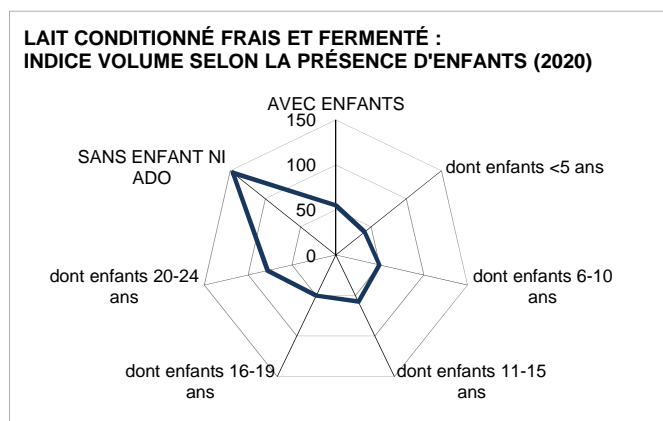 LAIT CONDITIONNÉ FRAIS ET FERMENTÉ :
INDICE VOLUME SELON LA PRÉSENCE D'ENFANTS (2020)
AVEC ENFANTS
150
100
50
0
dont enfants <5 ans
dont enfants 6-10
ans
dont enfants 11-15
ans
dont enfants 16-19
ans
dont enfants 20-24
ans
SANS ENFANT NI
ADO